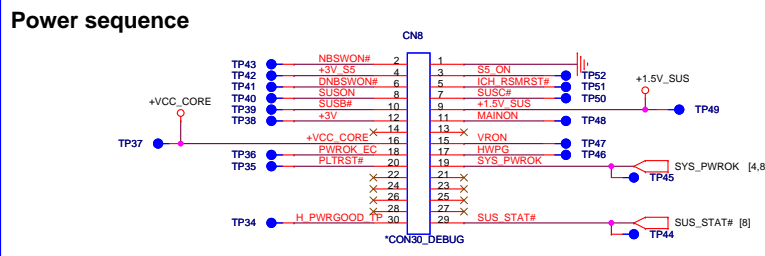 Power sequence
CN8
TP43 NBSWON# 2 1
TP42 +3V_S5 4 3 S5_ON TP52
TP41 DNBSWON# 6 5 ICH_RSMRST# TP51
TP40 SUSON 8 7 SUSC# TP50
TP39 SUSB# 10 9 +1.5V_SUS +1.5V_SUS TP49
TP38 +3V 12 11 MAINON TP48
14 13
+VCC_CORE TP37 +VCC_CORE 16 15 VRON TP47
TP36 PWROK_EC 18 17 HWPG TP46
TP35 PLTRST# 20 19 SYS_PWROK SYS_PWROK [4,8
TP45
22 21
24 23
26 25
28 27
TP34 H_PWRGOOD_TP 30 29 SUS_STAT# SUS_STAT# [8]
TP44
*CON30_DEBUG